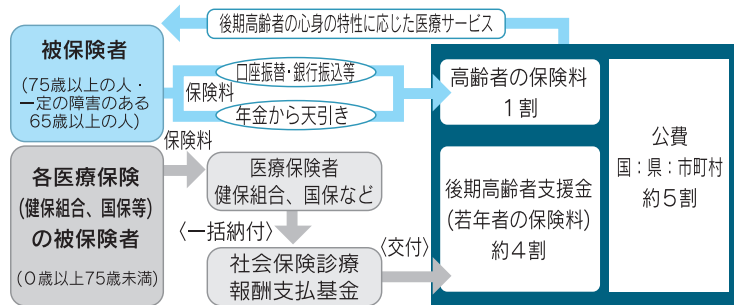 後期高齢者の心身の特性に応じた医療サービス
被保険者
(75歳以上の人・
一定の障害のある
65歳以上の人)
保険料
口座振替・銀行振込等
年金から天引き
高齢者の保険料
1割
公費
国:県:市町村
約5割
保険料
各医療保険
(健保組合、国保等)
の被保険者
(0歳以上75歳未満)
医療保険者
健保組合、国保など
〈一括納付〉
社会保険診療
報酬支払基金
〈交付〉
後期高齢者支援金
(若年者の保険料)
約4割